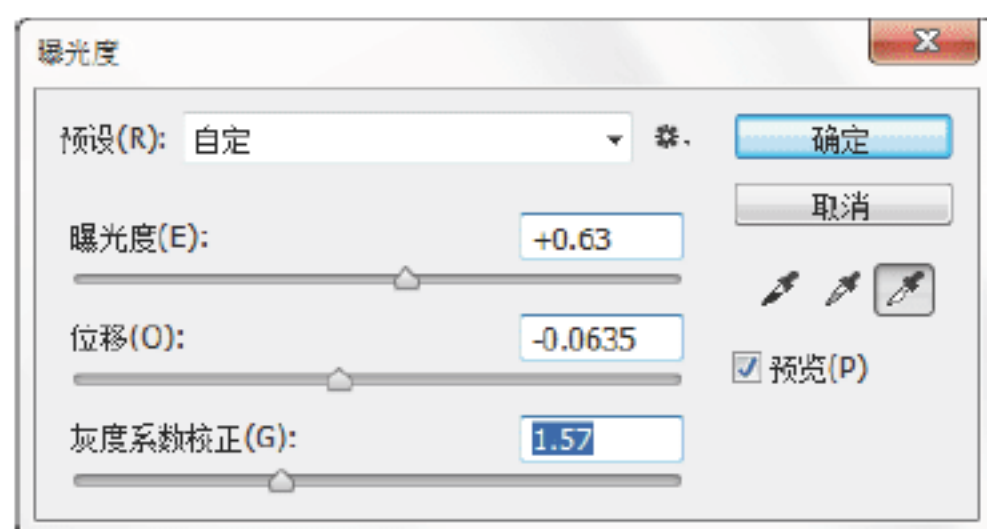 曝光度
预设(R): 自定
确定
取消
曝光度(E): +0.63
位移(O): -0.0635
预览(P)
灰度系数校正(G): 1.57